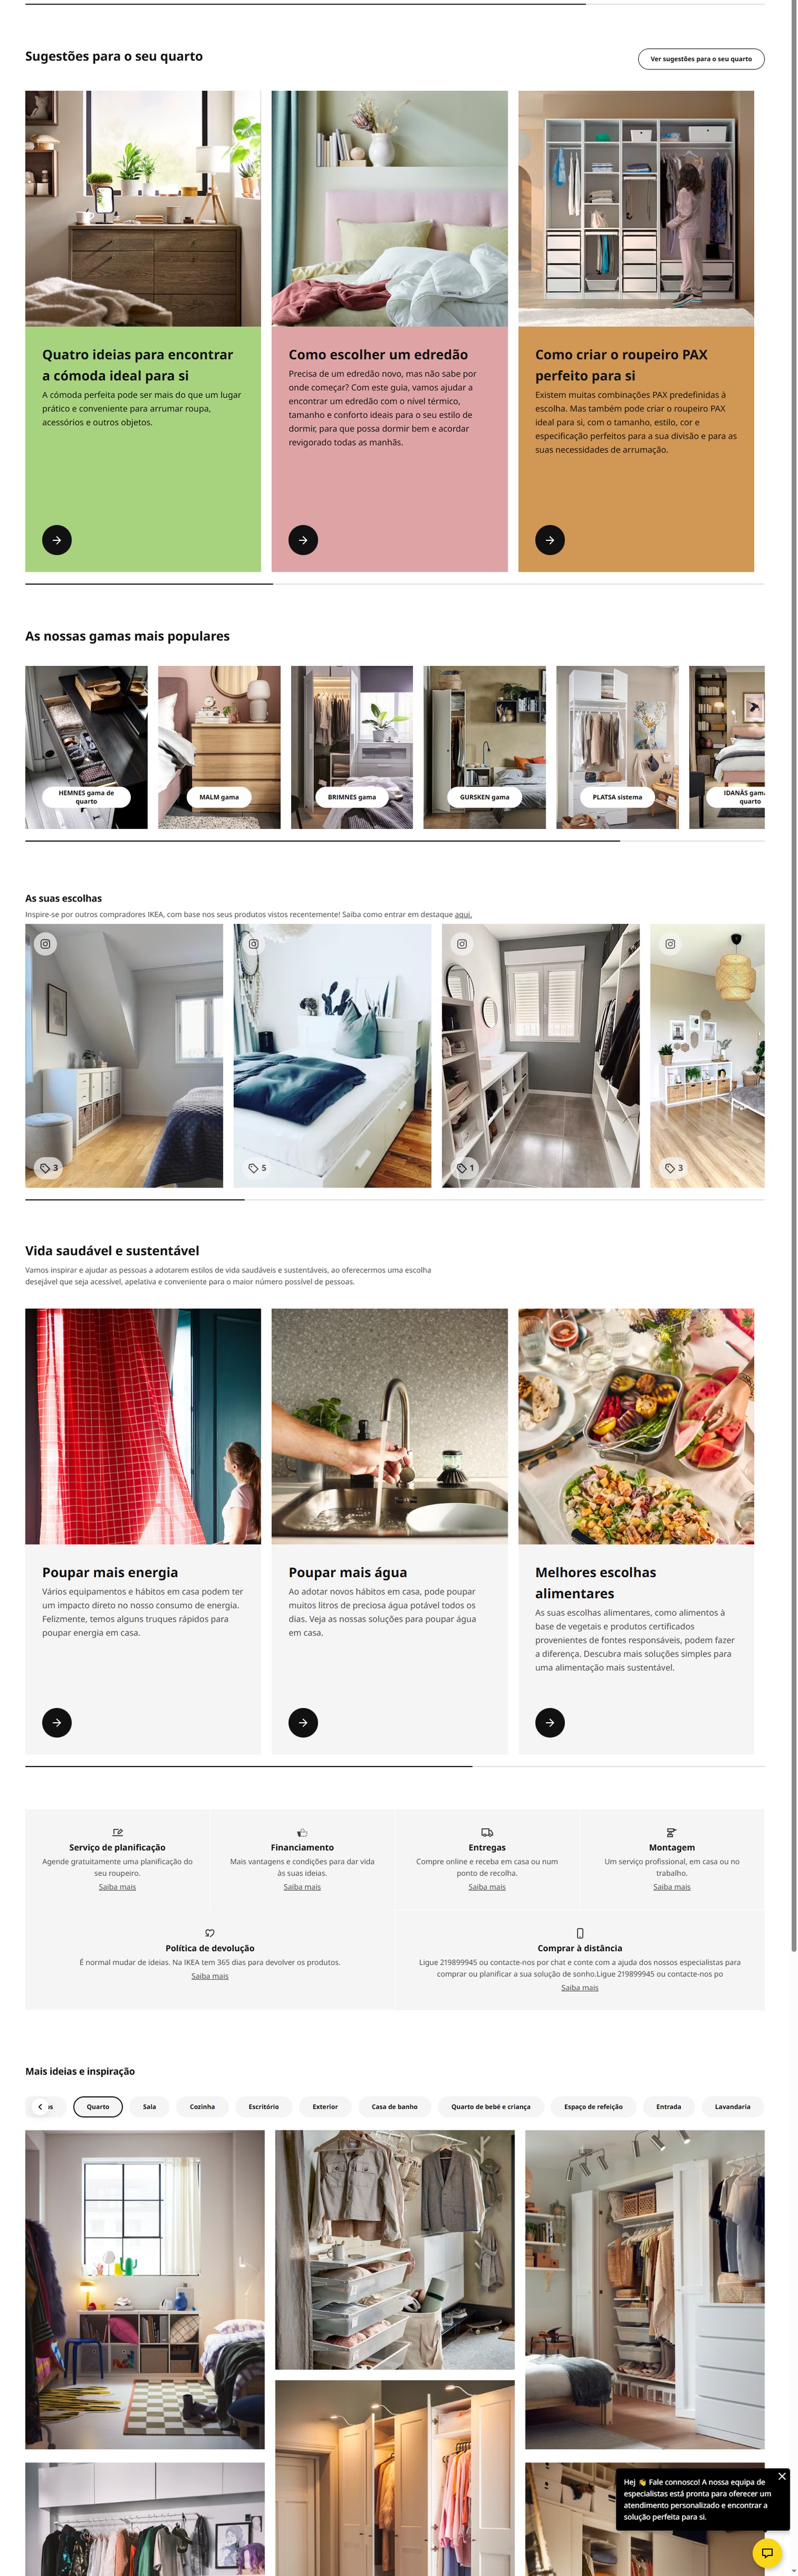 Sugestões para o seu quarto
Ver sugestões para o seu quarto
Quatro ideias para encontrar
a cómoda ideal para si
A cómoda perfeita pode ser mais do que um lugar
prático e conveniente para arrumar roupa,
acessórios e outros objetos.
Como escolher um edredão
Precisa de um edredão novo, mas não sabe por
onde começar? Com este guia, vamos ajudar a
encontrar um edredão com o nível térmico,
tamanho e conforto ideais para o seu estilo de
dormir, para que possa dormir bem e acordar
revigorado todas as manhãs.
Como criar o roupeiro PAX
perfeito para si
Existem muitas combinações PAX predefinidas à
escolha. Mas também pode criar o roupeiro PAX
ideal para si, com o tamanho, estilo, cor e
especificação perfeitos para a sua divisão e para as
suas necessidades de arrumação.
As nossas gamas mais populares
HEMNES gama de
quarto
MALM gama
BRIMNES gama
GURSKEN gama
PLATSA sistema
IDANÄS gama
quarto
As suas escolhas
Inspire-se por outros compradores IKEA, com base nos seus produtos vistos recentemente! Saiba como entrar em destaque aqui.
3
5
1
3
Vida saudável e sustentável
Vamos inspirar e ajudar as pessoas a adotarem estilos de vida saudáveis e sustentáveis, ao oferecermos uma escolha
desejável que seja acessível, apelativa e conveniente para o maior número possível de pessoas.
Poupar mais energia
Vários equipamentos e hábitos em casa podem ter
um impacto direto no nosso consumo de energia.
Felizmente, temos alguns truques rápidos para
poupar energia em casa.
Poupar mais água
Ao adotar novos hábitos em casa, pode poupar
muitos litros de preciosa água potável todos os
dias. Veja as nossas soluções para poupar água
em casa.
Melhores escolhas
alimentares
As suas escolhas alimentares, como alimentos à
base de vegetais e produtos certificados
provenientes de fontes responsáveis, podem fazer
a diferença. Descubra mais soluções simples para
uma alimentação mais sustentável.
Serviço de planificação
Agende gratuitamente uma planificação do
seu roupeiro.
Saiba mais
Financiamento
Mais vantagens e condições para dar vida
às suas ideias.
Saiba mais
Entregas
Compre online e receba em casa ou num
ponto de recolha.
Saiba mais
Montagem
Um serviço profissional, em casa ou no
trabalho.
Saiba mais
Política de devolução
É normal mudar de ideias. Na IKEA tem 365 dias para devolver os produtos.
Saiba mais
Comprar à distância
Ligue 219899945 ou contacte-nos por chat e conte com a ajuda dos nossos especialistas para
comprar ou planificar a sua solução de sonho.Ligue 219899945 ou contacte-nos po
Saiba mais
Mais ideias e inspiração
os
Quarto
Sala
Cozinha
Escritório
Exterior
Casa de banho
Quarto de bebé e criança
Espaço de refeição
Entrada
Lavandaria
Hej 👋 Fale connosco! A nossa equipa de
especialistas está pronta para oferecer um
atendimento personalizado e encontrar a
solução perfeita para si.